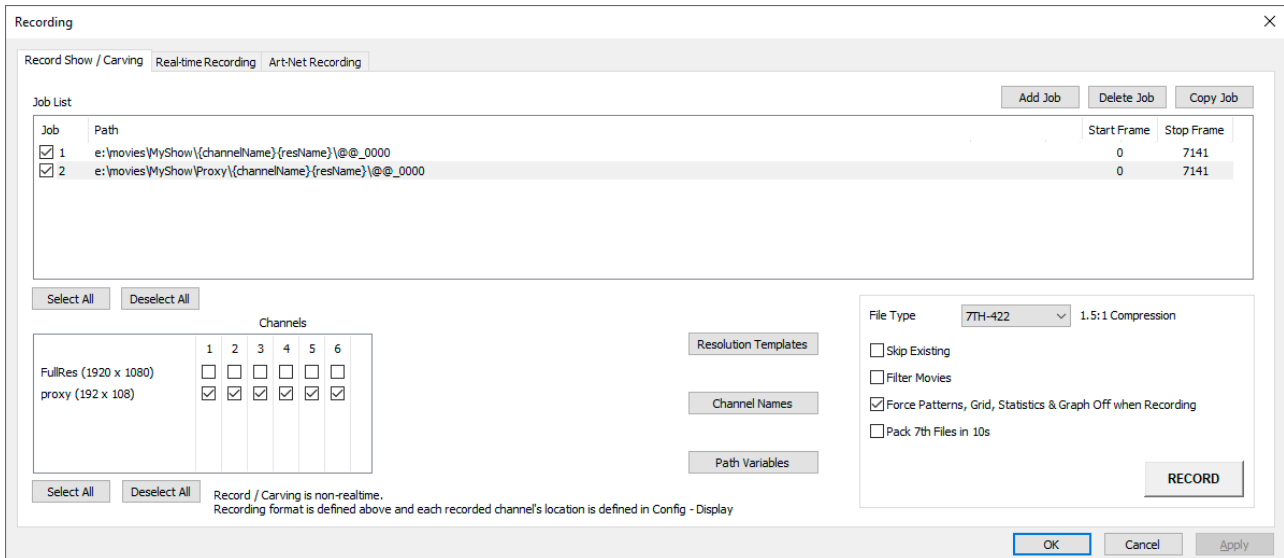 Recording
Record Show / Carving Real-time Recording Art-Net Recording
Job List Add Job Delete Job Copy Job
Job Path Start Frame Stop Frame
1 e:\movies\MyShow\{channelName}{resName}\@@_0000 0 7141
2 e:\movies\MyShow\Proxy\{channelName}{resName}\@@_0000 0 7141
Select All Deselect All
Channels
1 2 3 4 5 6
FullRes (1920 x 1080)
proxy (192 x 108)
Resolution Templates
Channel Names
Path Variables
Select All Deselect All
Record / Carving is non-realtime.
Recording format is defined above and each recorded channel's location is defined in Config - Display
File Type 7TH-422 1.5:1 Compression
Skip Existing
Filter Movies
Force Patterns, Grid, Statistics & Graph Off when Recording
Pack 7th Files in 10s
RECORD
OK Cancel Apply